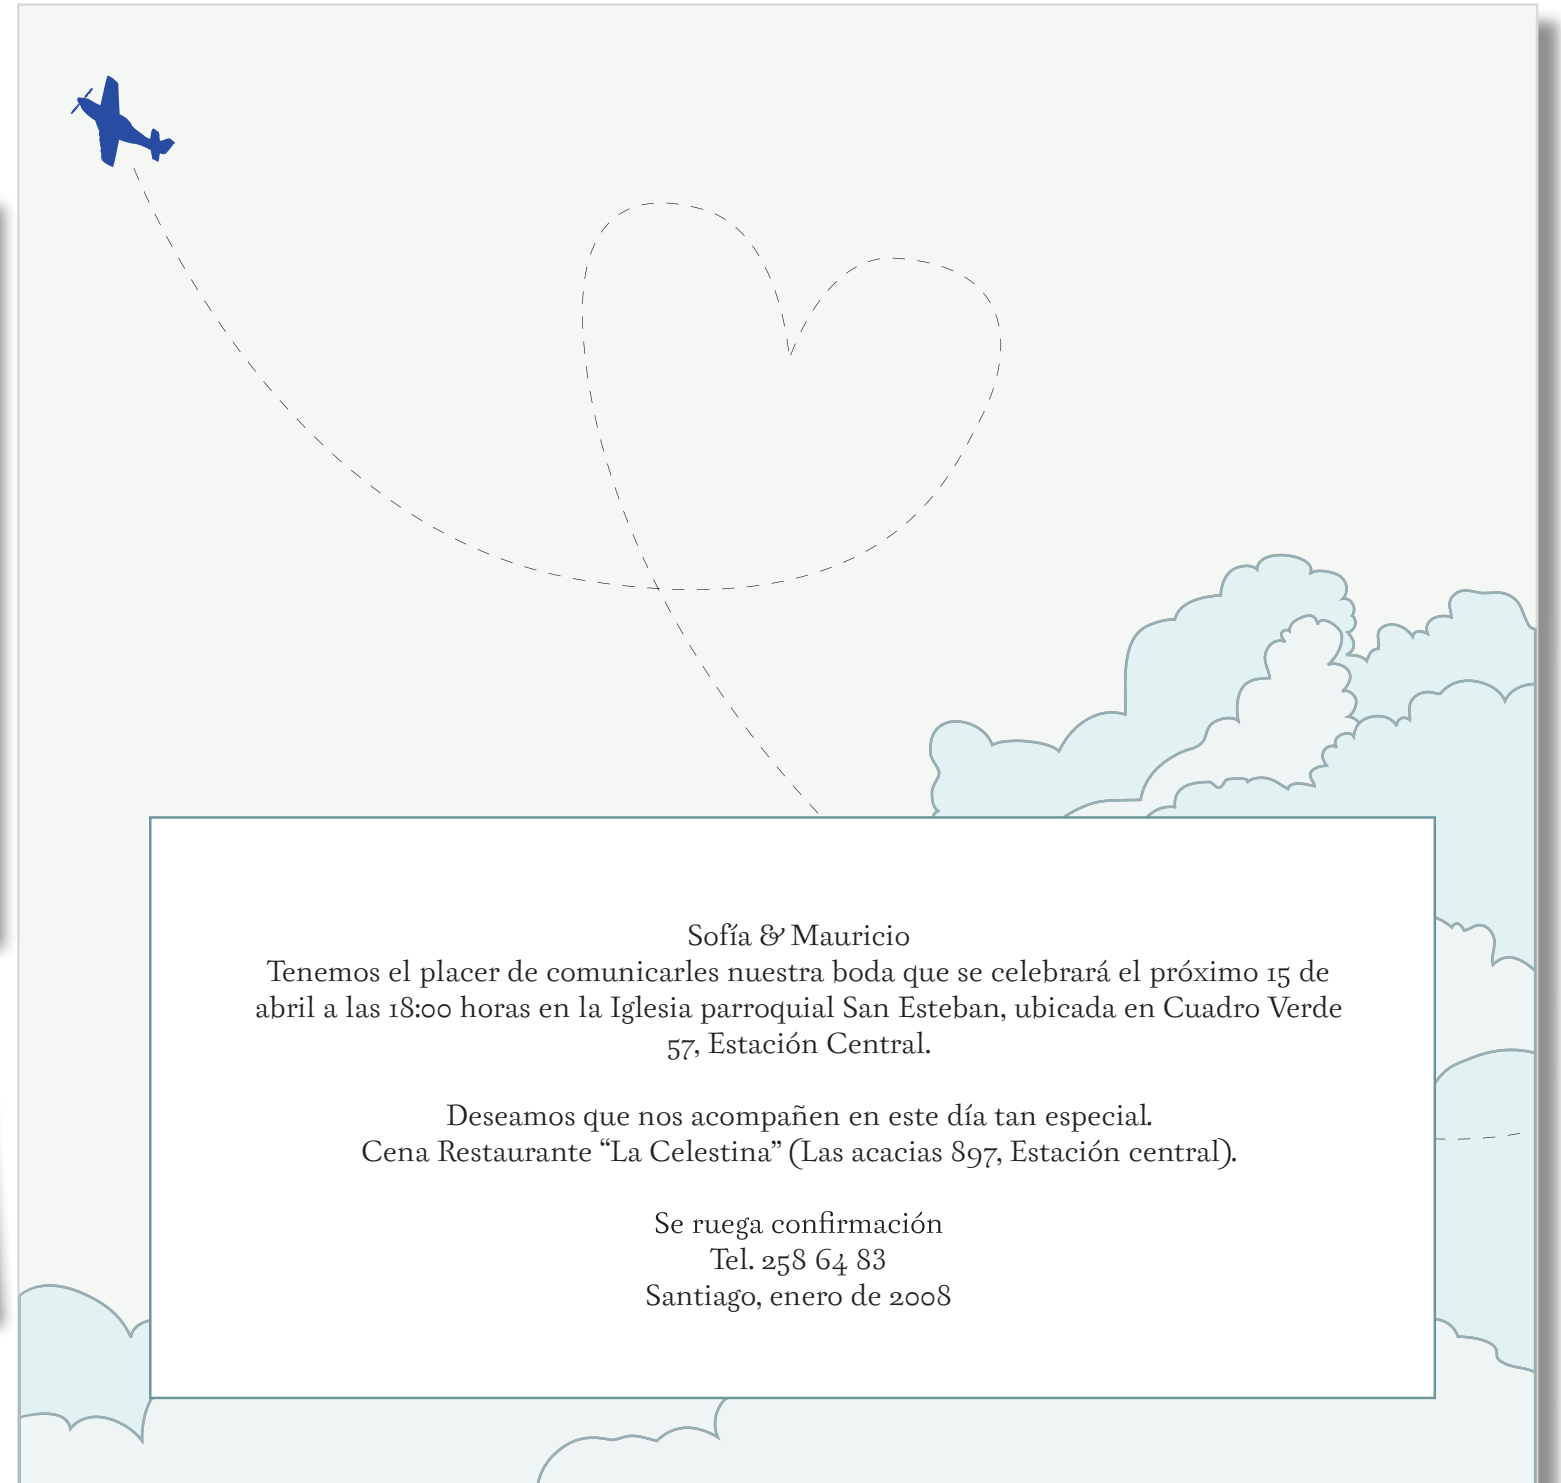 Sofía & Mauricio
Tenemos el placer de comunicarles nuestra boda que se celebrará el próximo 15 de
abril a las 18:00 horas en la Iglesia parroquial San Esteban, ubicada en Cuadro Verde
57, Estación Central.
Deseamos que nos acompañen en este día tan especial.
Cena Restaurante “La Celestina” (Las acacias 897, Estación central).
Se ruega confirmación
Tel. 258 64 83
Santiago, enero de 2008